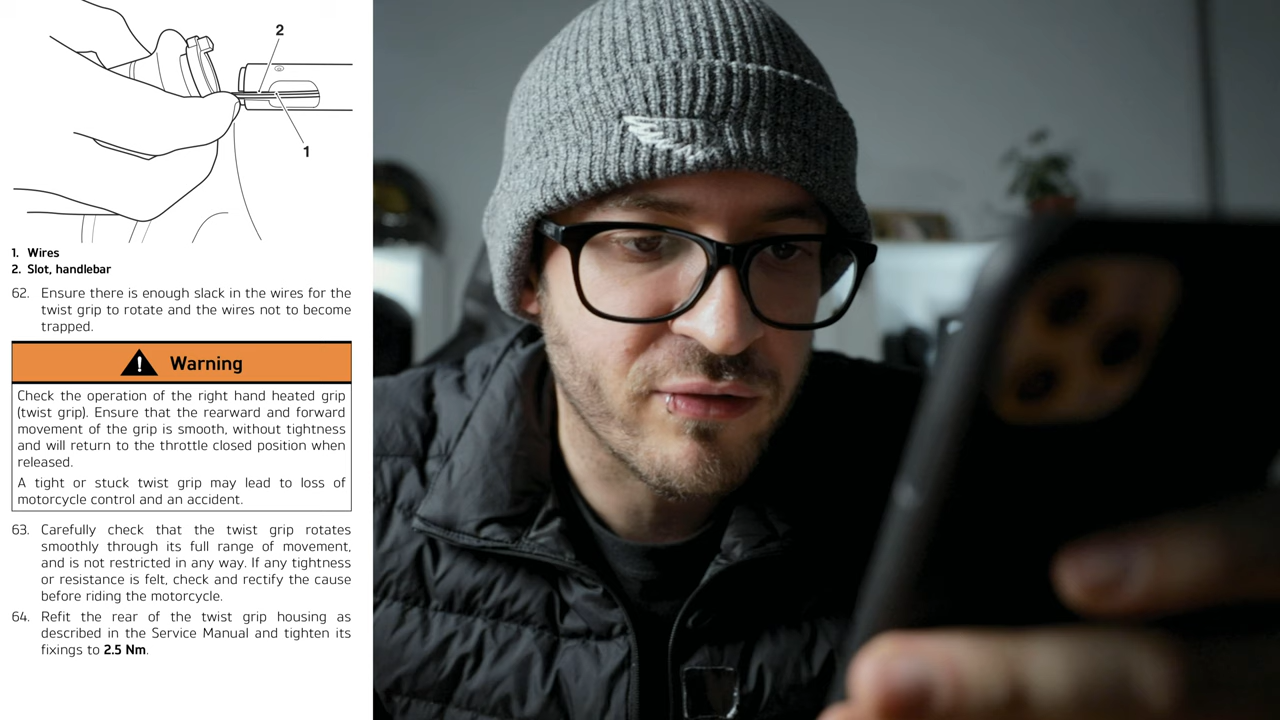 2
1
1. Wires
2. Slot, handlebar
62. Ensure there is enough slack in the wires for the
twist grip to rotate and the wires not to become
trapped.
Warning
Check the operation of the right hand heated grip
(twist grip). Ensure that the rearward and forward
movement of the grip is smooth, without tightness
and will return to the throttle closed position when
released.
A tight or stuck twist grip may lead to loss of
motorcycle control and an accident.
63. Carefully check that the twist grip rotates
smoothly through its full range of movement,
and is not restricted in any way. If any tightness
or resistance is felt, check and rectify the cause
before riding the motorcycle.
64. Refit the rear of the twist grip housing as
described in the Service Manual and tighten its
fixings to 2.5 Nm.